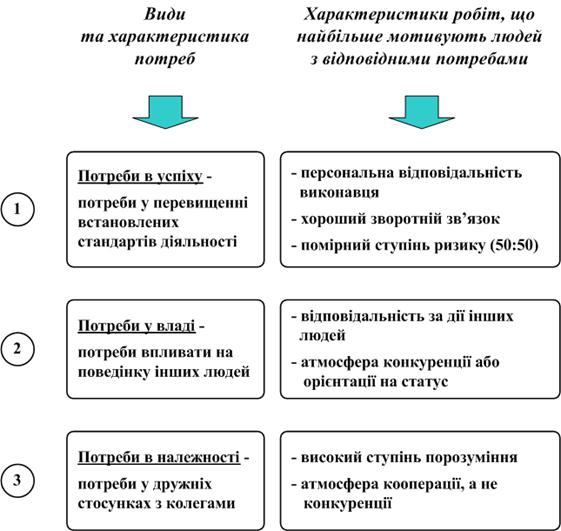 Види
та характеристика
потреб
Характеристики робіт, що
найбільше мотивують людей
з відповідними потребами
1
Потреби в успіху -
потреби у перевищенні
встановлених
стандартів діяльності
- персональна відповідальність
виконавця
- хороший зворотній зв’язок
- помірний ступінь ризику (50:50)
2
Потреби у владі -
потреби впливати на
поведінку інших людей
- відповідальність за дії інших
людей
- атмосфера конкуренції або
орієнтації на статус
3
Потреби в належності -
потреби у дружніх
стосунках з колегами
- високий ступінь порозуміння
- атмосфера кооперації, а не
конкуренції